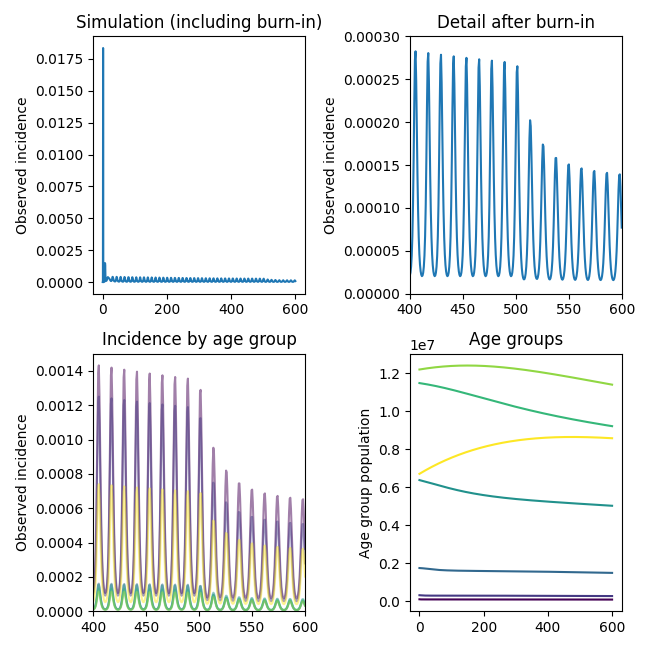 Simulation (including burn-in)
Observed incidence
0.0175
0.0150
0.0125
0.0100
0.0075
0.0050
0.0025
0.0000
0 200 400 600
Detail after burn-in
Observed incidence
0.00030
0.00025
0.00020
0.00015
0.00010
0.00005
0.00000
400 450 500 550 600
Incidence by age group
Observed incidence
0.0014
0.0012
0.0010
0.0008
0.0006
0.0004
0.0002
0.0000
400 450 500 550 600
Age groups
1e7
Age group population
1.2
1.0
0.8
0.6
0.4
0.2
0.0
0 200 400 600